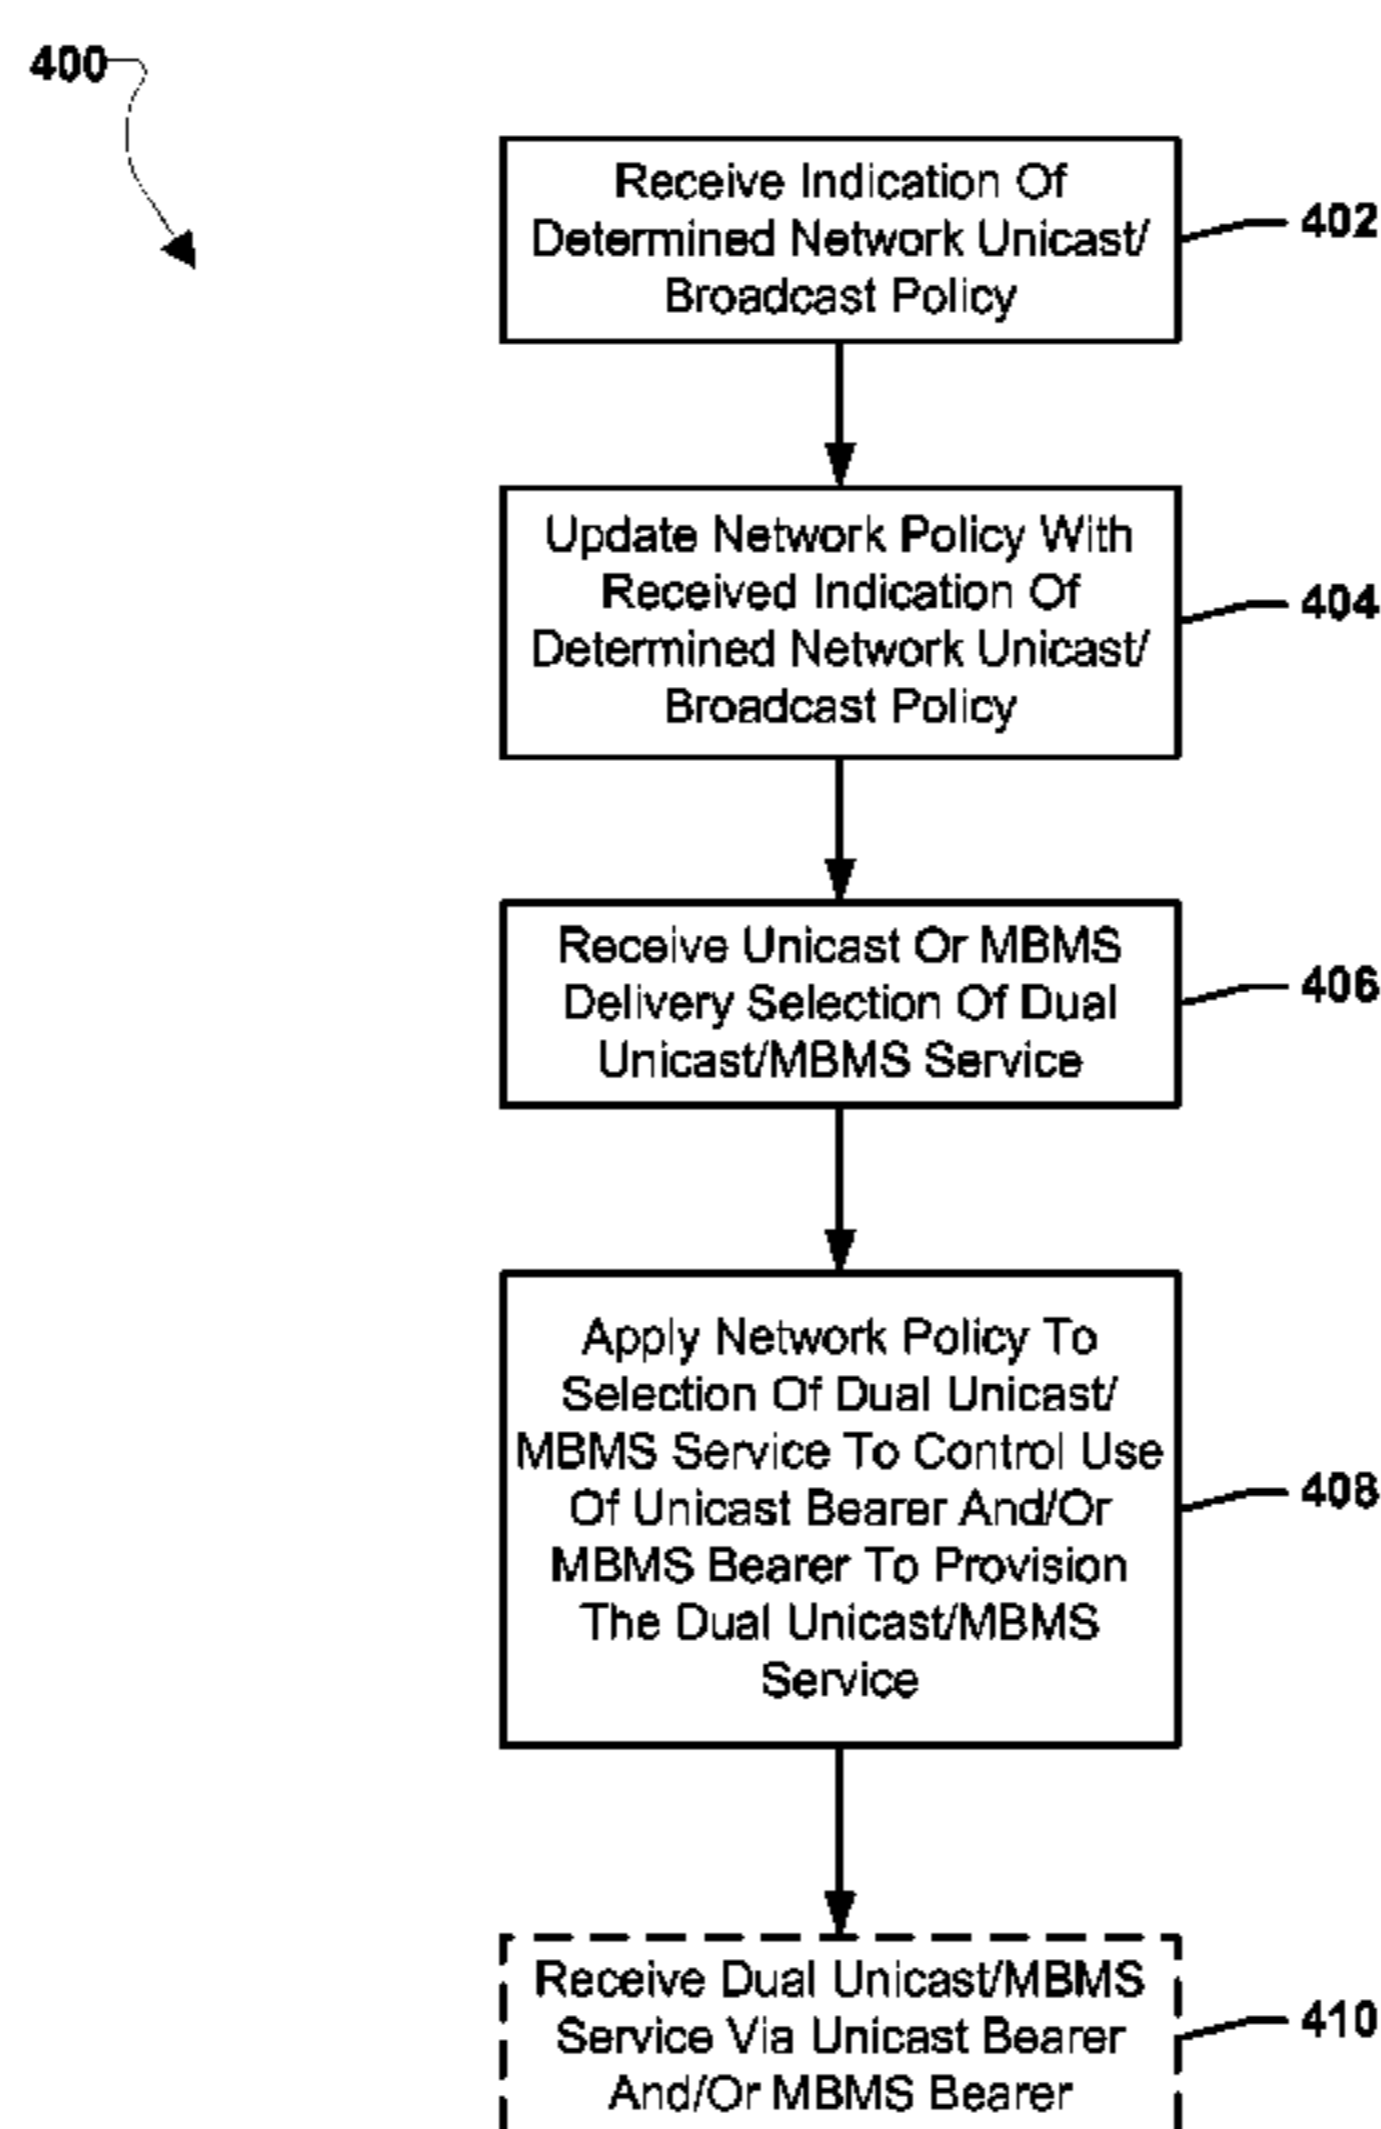 400
Receive Indication Of
Determined Network Unicast/
Broadcast Policy
402
Update Network Policy With
Received Indication Of
Determined Network Unicast/
Broadcast Policy
404
Receive Unicast Or MBMS
Delivery Selection Of Dual
Unicast/MBMS Service
406
Apply Network Policy To
Selection Of Dual Unicast/
MBMS Service To Control Use
Of Unicast Bearer And/Or
MBMS Bearer To Provision
The Dual Unicast/MBMS
Service
408
Receive Dual Unicast/MBMS
Service Via Unicast Bearer
And/Or MBMS Bearer
410